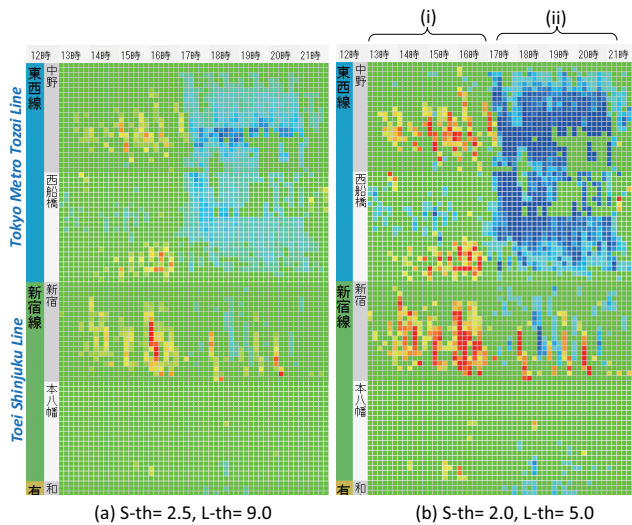 (i) (ii)
12時 13時 14時 15時 16時 17時 18時 19時 20時 21時
12時 13時 14時 15時 16時 17時 18時 19時 20時 21時
Tokyo Metro Tozai Line
東西線
中野
西船橋
Toei Shinjuku Line
新宿線
新宿
本八幡
有
和
東西線
中野
西船橋
新宿線
新宿
本八幡
有
和
(a) S-th= 2.5, L-th= 9.0
(b) S-th= 2.0, L-th= 5.0